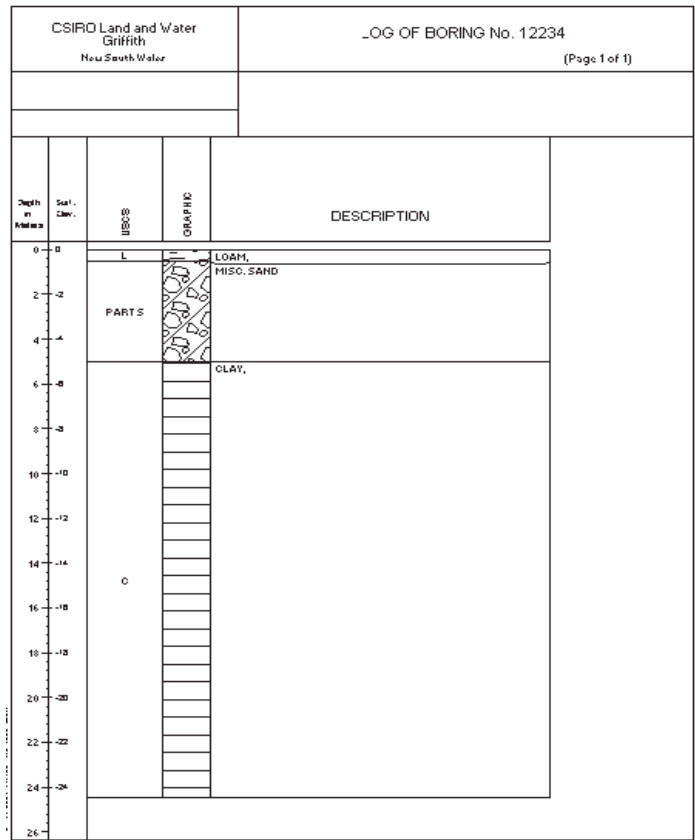 CSIRO Land and Water
Griffith
New South Wales
LOG OF BORING No. 12234
(Page 1 of 1)
Depth
in
Meters
Surf.
Elev.
USCS
GRAPHIC
DESCRIPTION
0 0
L LOAM,
MISC. SAND
2 -2
PARTS
4 -4
CLAY,
6 -6
8 -8
10 -10
12 -12
14 -14
C
16 -16
18 -18
20 -20
22 -22
24 -24
26